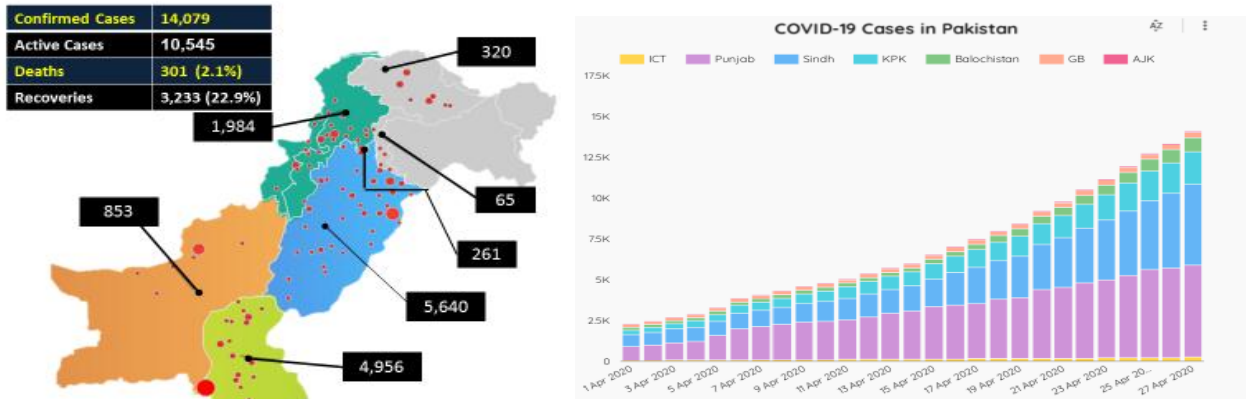 Confirmed Cases 14,079
Active Cases 10,545
Deaths 301 (2.1%)
Recoveries 3,233 (22.9%)
320
1,984
65
853
261
5,640
4,956
COVID-19 Cases in Pakistan
ICT Punjab Sindh KPK Balochistan GB AJK
17.5K
15K
12.5K
10K
7.5K
5K
2.5K
0
1 Apr 2020 3 Apr 2020 5 Apr 2020 7 Apr 2020 9 Apr 2020 11 Apr 2020 13 Apr 2020 15 Apr 2020 17 Apr 2020 19 Apr 2020 21 Apr 2020 23 Apr 2020 25 Apr 20... 27 Apr 2020